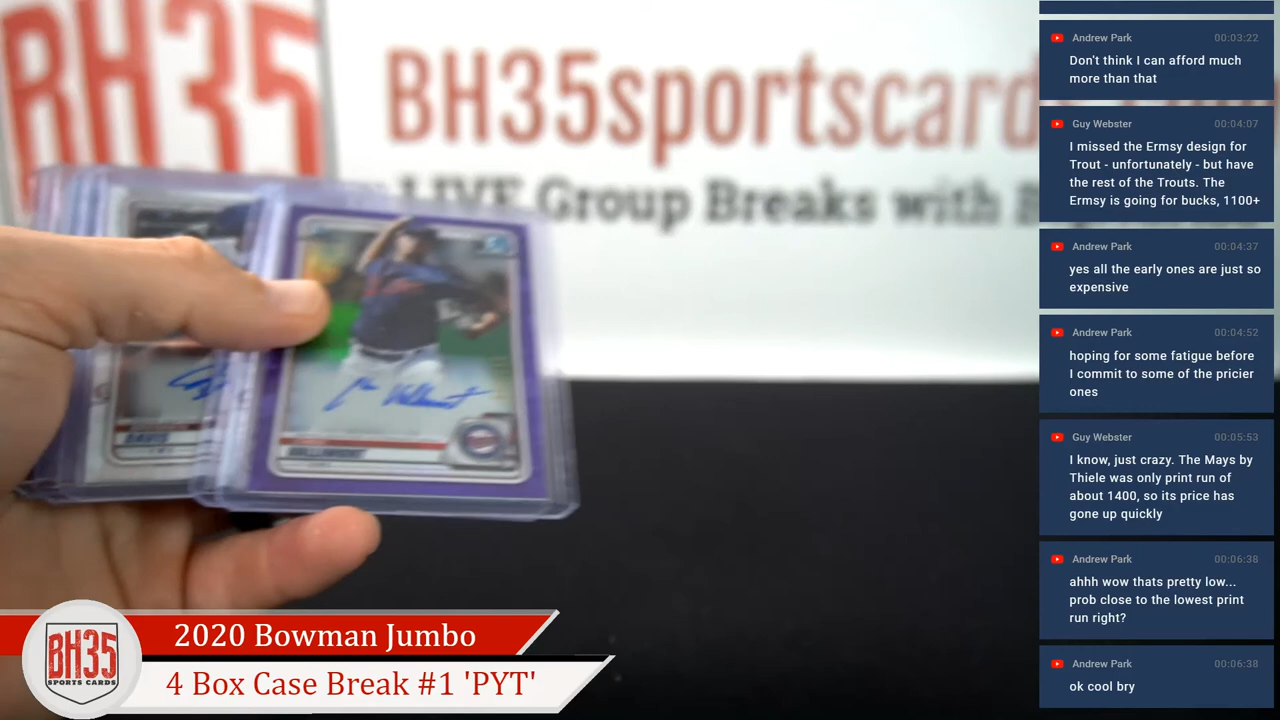 BH35
BH35sportscard
LIVE Group Breaks with
DAVIS
BH35
SPORTS CARDS
2020 Bowman Jumbo
4 Box Case Break #1 'PYT'
Andrew Park 00:03:22
Don't think I can afford much
more than that
Guy Webster 00:04:07
I missed the Ermsy design for
Trout - unfortunately - but have
the rest of the Trouts. The
Ermsy is going for bucks, 1100+
Andrew Park 00:04:37
yes all the early ones are just so
expensive
Andrew Park 00:04:52
hoping for some fatigue before
I commit to some of the pricier
ones
Guy Webster 00:05:53
I know, just crazy. The Mays by
Thiele was only print run of
about 1400, so its price has
gone up quickly
Andrew Park 00:06:38
ahhh wow thats pretty low...
prob close to the lowest print
run right?
Andrew Park 00:06:38
ok cool bry